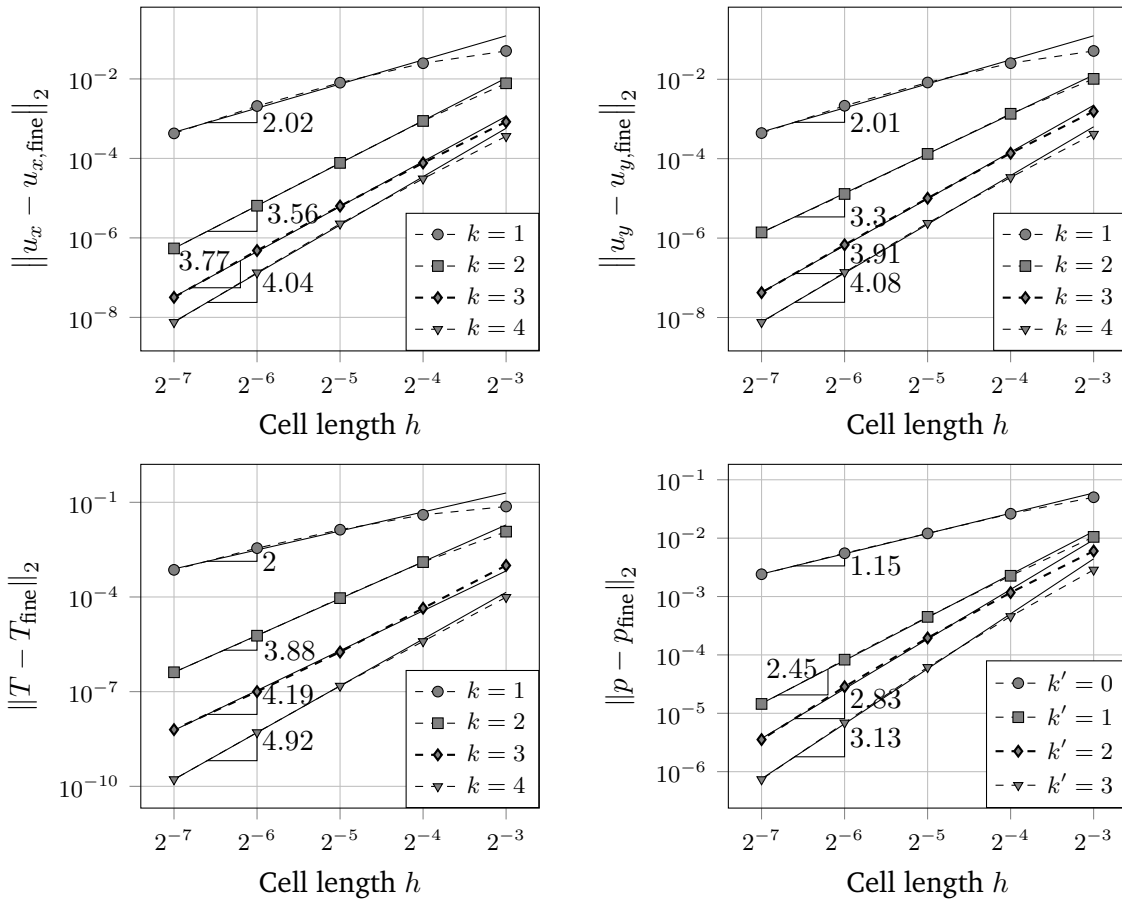 ‖u_x − u_{x,fine}‖_2
10^{−2}
10^{−4}
10^{−6}
10^{−8}
2.02
3.56
3.77
4.04
k = 1
k = 2
k = 3
k = 4
2^{−7} 2^{−6} 2^{−5} 2^{−4} 2^{−3}
Cell length h
‖u_y − u_{y,fine}‖_2
10^{−2}
10^{−4}
10^{−6}
10^{−8}
2.01
3.3
3.91
4.08
k = 1
k = 2
k = 3
k = 4
2^{−7} 2^{−6} 2^{−5} 2^{−4} 2^{−3}
Cell length h
‖T − T_{fine}‖_2
10^{−1}
10^{−4}
10^{−7}
10^{−10}
2
3.88
4.19
4.92
k = 1
k = 2
k = 3
k = 4
2^{−7} 2^{−6} 2^{−5} 2^{−4} 2^{−3}
Cell length h
‖p − p_{fine}‖_2
10^{−1}
10^{−2}
10^{−3}
10^{−4}
10^{−5}
10^{−6}
1.15
2.45
2.83
3.13
k′ = 0
k′ = 1
k′ = 2
k′ = 3
2^{−7} 2^{−6} 2^{−5} 2^{−4} 2^{−3}
Cell length h